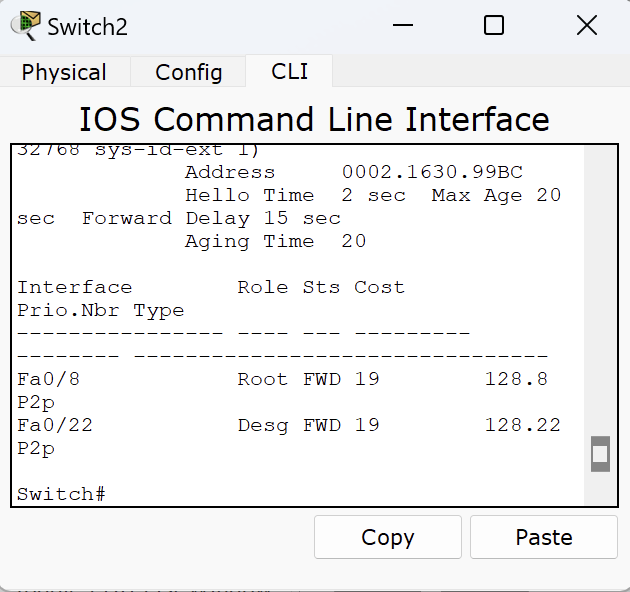 Switch2
Physical Config CLI
IOS Command Line Interface
32768 sys-id-ext 1)
             Address     0002.1630.99BC
             Hello Time  2 sec  Max Age 20
sec  Forward Delay 15 sec
             Aging Time  20
Interface        Role Sts Cost
Prio.Nbr Type
---------------- ---- --- ---------
-------- --------------------------------
Fa0/8            Root FWD 19        128.8
P2p
Fa0/22           Desg FWD 19        128.22
P2p
Switch#
Copy Paste